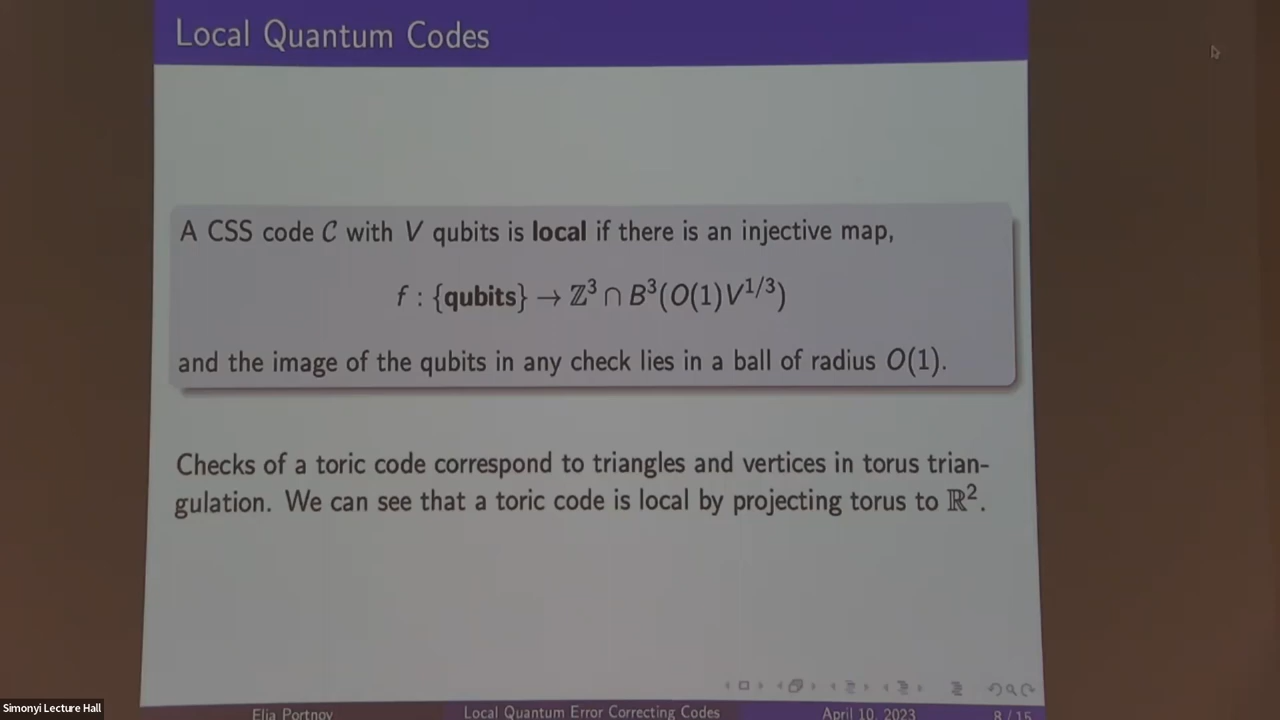 Local Quantum Codes
A CSS code 𝒞 with V qubits is local if there is an injective map,
f : {qubits} → ℤ³ ∩ B³(O(1)V^{1/3})
and the image of the qubits in any check lies in a ball of radius O(1).
Checks of a toric code correspond to triangles and vertices in torus trian-
gulation. We can see that a toric code is local by projecting torus to ℝ².
Simonyi Lecture Hall
Elia Portnoy
Local Quantum Error Correcting Codes
April 10, 2023
8 / 15